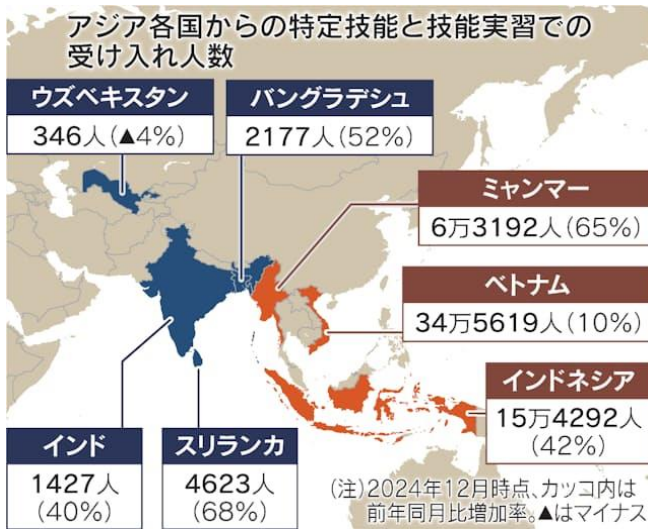 アジア各国からの特定技能と技能実習での
受け入れ人数
ウズベキスタン
346人(▲4%)
バングラデシュ
2177人(52%)
ミャンマー
6万3192人(65%)
ベトナム
34万5619人(10%)
インドネシア
15万4292人
(42%)
インド
1427人
(40%)
スリランカ
4623人
(68%)
(注)2024年12月時点、カッコ内は
前年同月比増加率。▲はマイナス